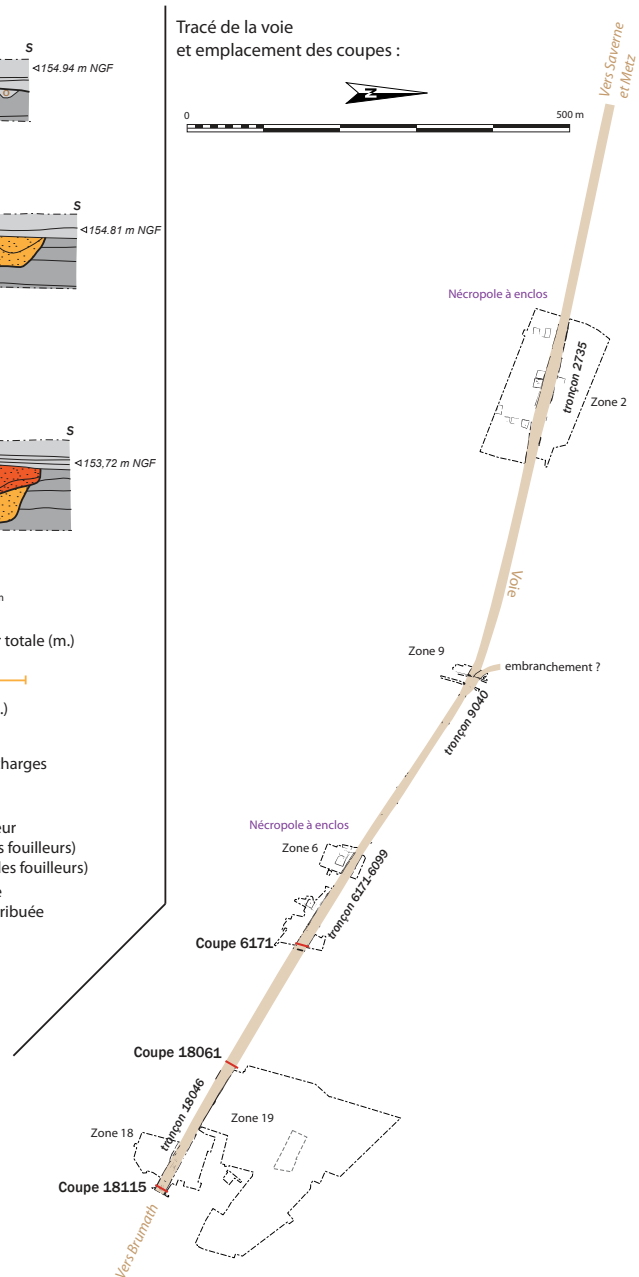 S
154.94 m NGF
S
154.81 m NGF
S
153,72 m NGF
totale (m.)
.)
charges
eur
s fouilleurs)
des fouilleurs)
e
ribuée
Tracé de la voie
et emplacement des coupes :
N
0
500 m
Vers Saverne
et Metz
Nécropole à enclos
tronçon 2735
Zone 2
Voie
Zone 9
embranchement ?
tronçon 9040
Nécropole à enclos
Zone 6
tronçon 6171-6099
Coupe 6171
Coupe 18061
tronçon 18046
Zone 18
Zone 19
Coupe 18115
Vers Brumath